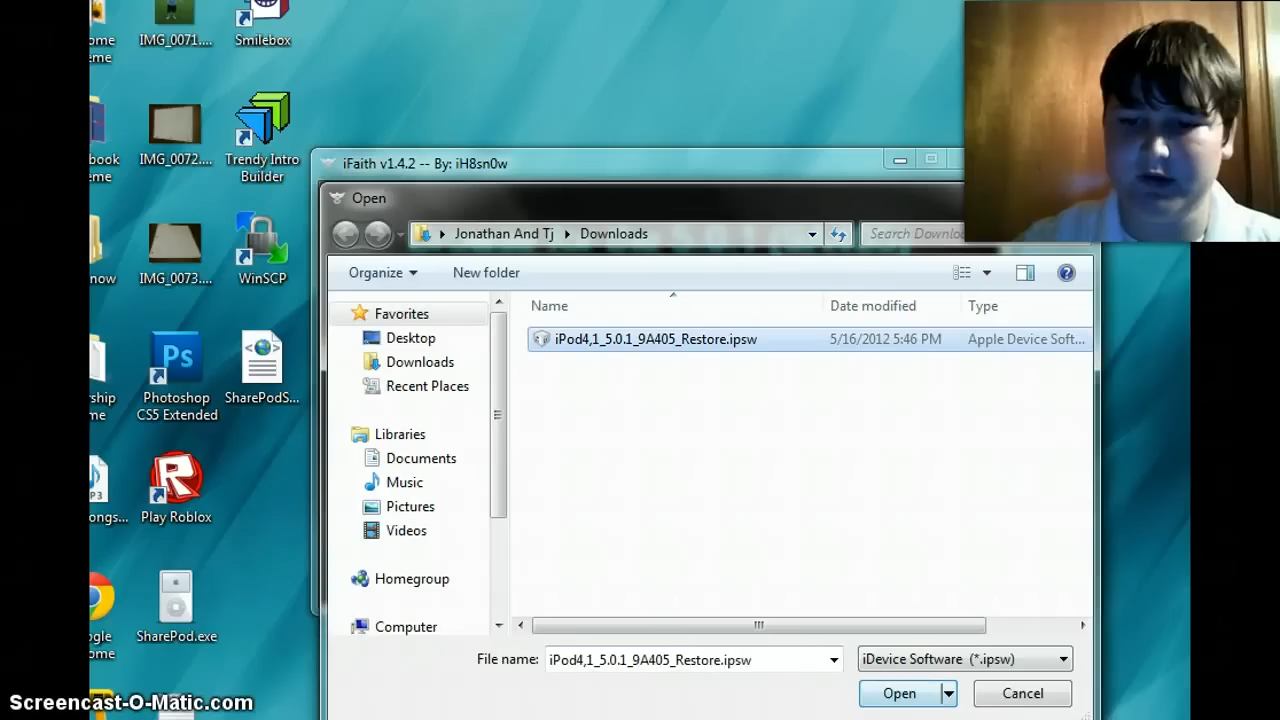 ome
eme
IMG_0071....
Smilebox
book
eme
IMG_0072....
Trendy Intro
Builder
now
IMG_0073....
WinSCP
rship
me
Ps
Photoshop
CS5 Extended
SharePodS...
P3
ongs...
R
Play Roblox
gle
ome
SharePod.exe
iFaith v1.4.2 -- By: iH8sn0w
Open
Jonathan And Tj
Downloads
Search Downlo
Organize
New folder
Favorites
Desktop
Downloads
Recent Places
Libraries
Documents
Music
Pictures
Videos
Homegroup
Computer
Name
Date modified
Type
iPod4,1_5.0.1_9A405_Restore.ipsw
5/16/2012 5:46 PM
Apple Device Soft...
File name:
iPod4,1_5.0.1_9A405_Restore.ipsw
iDevice Software (*.ipsw)
Open
Cancel
Screencast-O-Matic.com